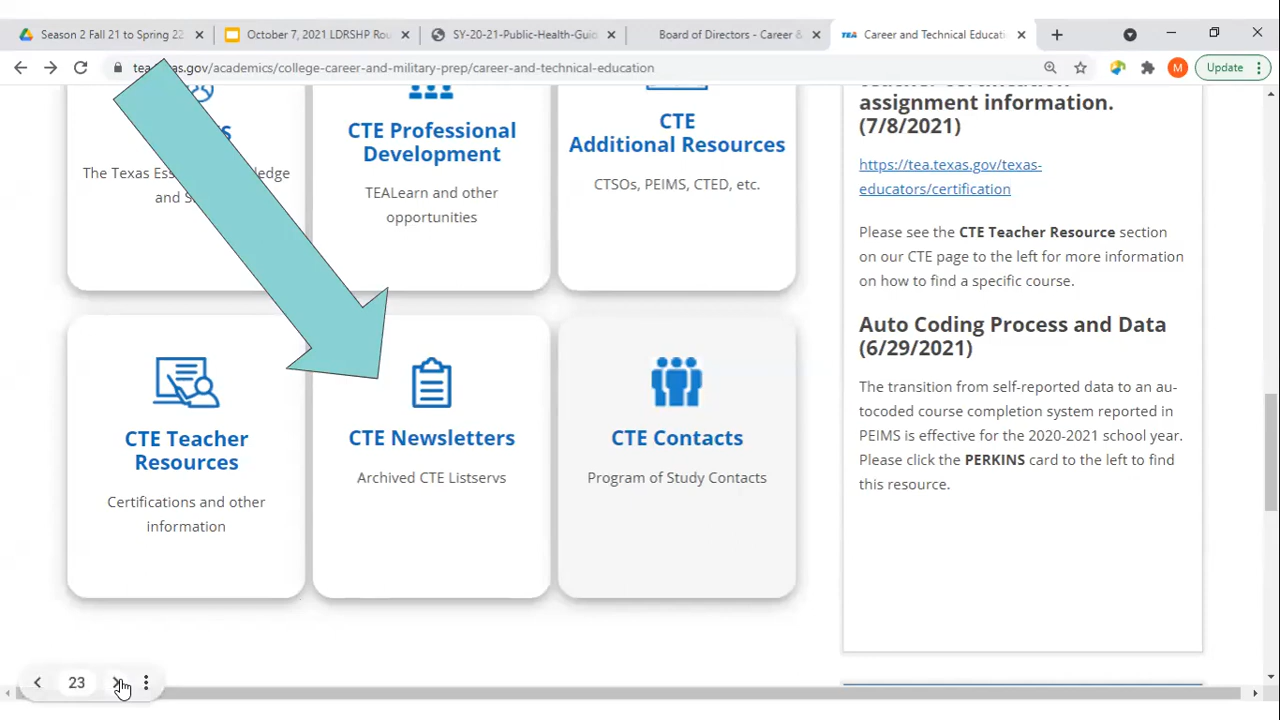 Season 2 Fall 21 to Spring 22
October 7, 2021 LDRSHP Rou
SY-20-21-Public-Health-Guid
Board of Directors - Career &
TEA Career and Technical Educati
.gov/academics/college-career-and-military-prep/career-and-technical-education
M
Update
CTE Professional
Development
TEALearn and other
opportunities
CTE
Additional Resources
CTSOs, PEIMS, CTED, etc.
The Texas
and
assignment information.
(7/8/2021)
https://tea.texas.gov/texas-
educators/certification
Please see the CTE Teacher Resource section
on our CTE page to the left for more information
on how to find a specific course.
Auto Coding Process and Data
(6/29/2021)
The transition from self-reported data to an au-
tocoded course completion system reported in
PEIMS is effective for the 2020-2021 school year.
Please click the PERKINS card to the left to find
this resource.
CTE Teacher
Resources
Certifications and other
information
CTE Newsletters
Archived CTE Listservs
CTE Contacts
Program of Study Contacts
23